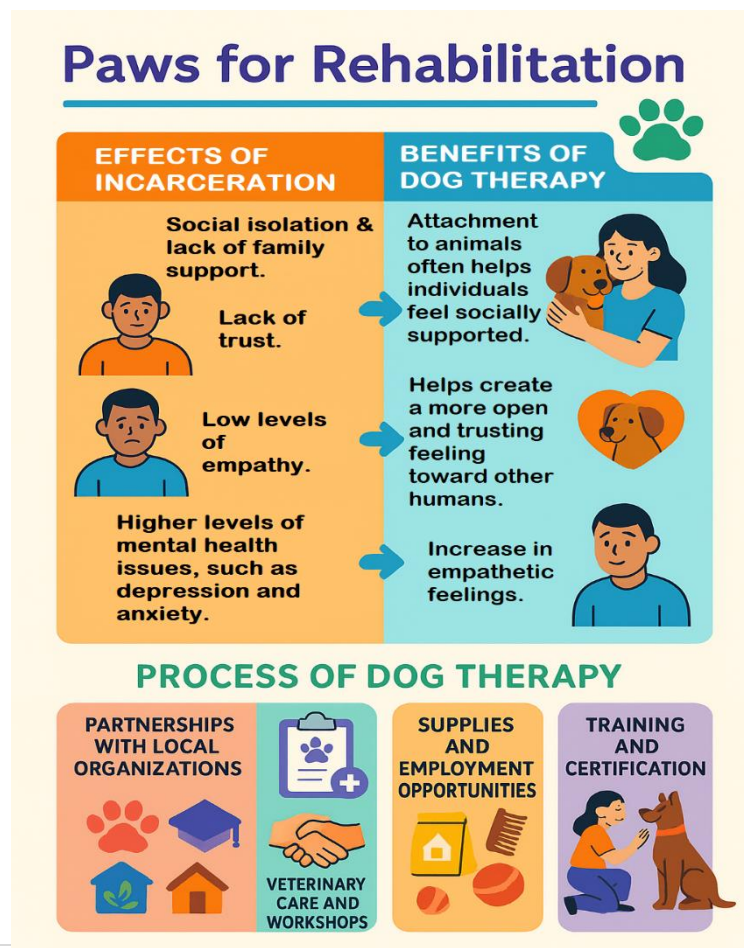 Paws for Rehabilitation
EFFECTS OF
INCARCERATION
Social isolation &
lack of family
support.
Lack of
trust.
Low levels
of
empathy.
Higher levels of
mental health
issues, such as
depression and
anxiety.
BENEFITS OF
DOG THERAPY
Attachment
to animals
often helps
individuals
feel socially
supported.
Helps create
a more open
and trusting
feeling
toward other
humans.
Increase in
empathetic
feelings.
PROCESS OF DOG THERAPY
PARTNERSHIPS
WITH LOCAL
ORGANIZATIONS
VETERINARY
CARE AND
WORKSHOPS
SUPPLIES
AND
EMPLOYMENT
OPPORTUNITIES
TRAINING
AND
CERTIFICATION